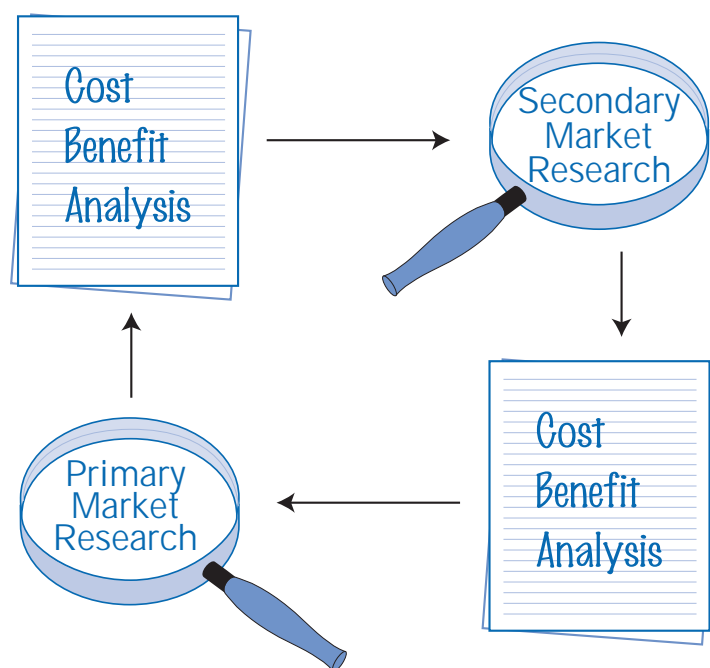 Cost
Benefit
Analysis
Secondary
Market
Research
Primary
Market
Research
Cost
Benefit
Analysis